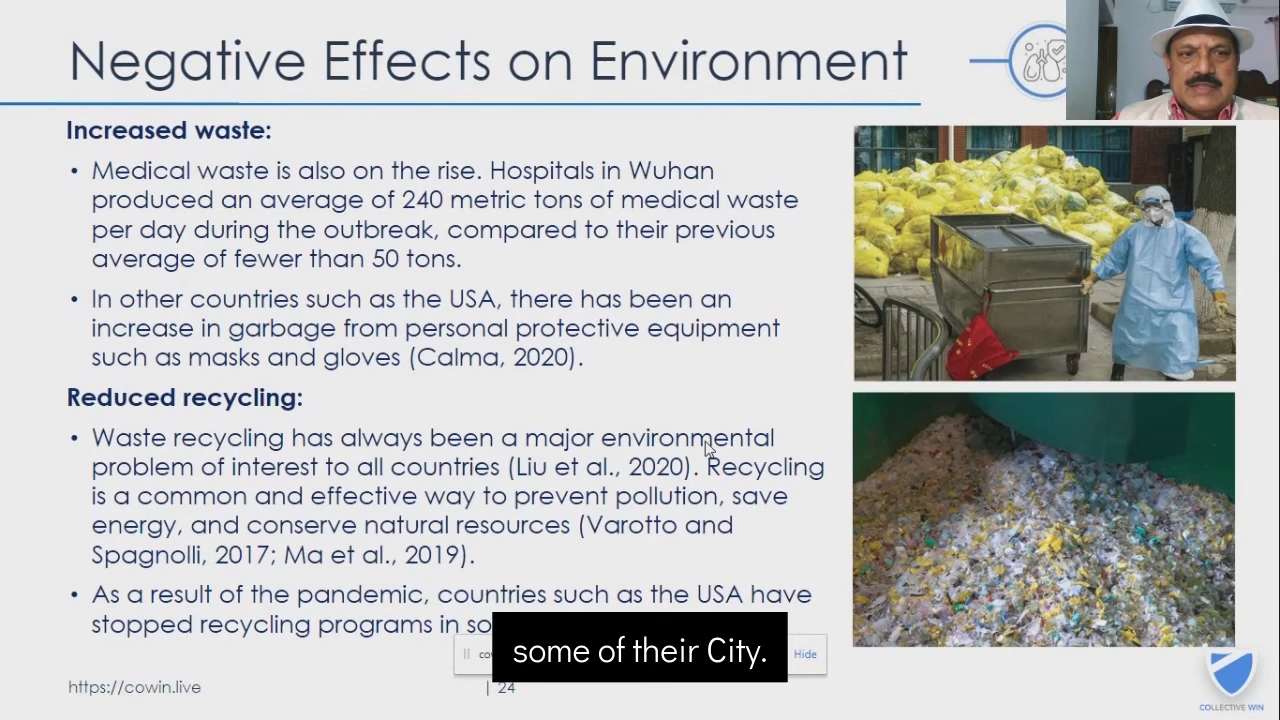 Negative Effects on Environment
Increased waste:
• Medical waste is also on the rise. Hospitals in Wuhan
produced an average of 240 metric tons of medical waste
per day during the outbreak, compared to their previous
average of fewer than 50 tons.
• In other countries such as the USA, there has been an
increase in garbage from personal protective equipment
such as masks and gloves (Calma, 2020).
Reduced recycling:
• Waste recycling has always been a major environmental
problem of interest to all countries (Liu et al., 2020). Recycling
is a common and effective way to prevent pollution, save
energy, and conserve natural resources (Varotto and
Spagnolli, 2017; Ma et al., 2019).
• As a result of the pandemic, countries such as the USA have
stopped recycling programs in
some of their City.
Hide
https://cowin.live
| 24
COLLECTIVE WIN